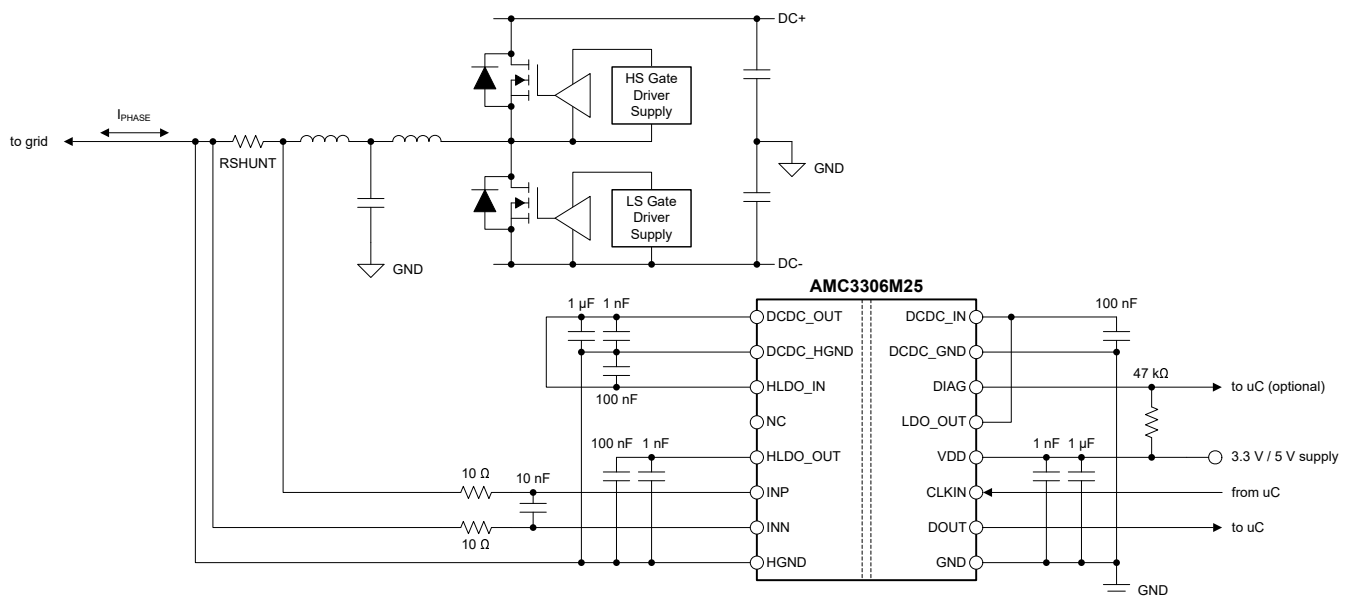 DC+
HS Gate
Driver
Supply
IPHASE
to grid
RSHUNT
GND
LS Gate
Driver
Supply
GND
DC-
AMC3306M25
1 µF 1 nF
100 nF
DCDC_OUT
DCDC_IN
DCDC_HGND
DCDC_GND
47 kΩ
HLDO_IN
DIAG
to uC (optional)
100 nF
NC
LDO_OUT
100 nF 1 nF
1 nF 1 µF
HLDO_OUT
VDD
3.3 V / 5 V supply
10 Ω
10 nF
INP
CLKIN
from uC
INN
DOUT
to uC
10 Ω
HGND
GND
GND